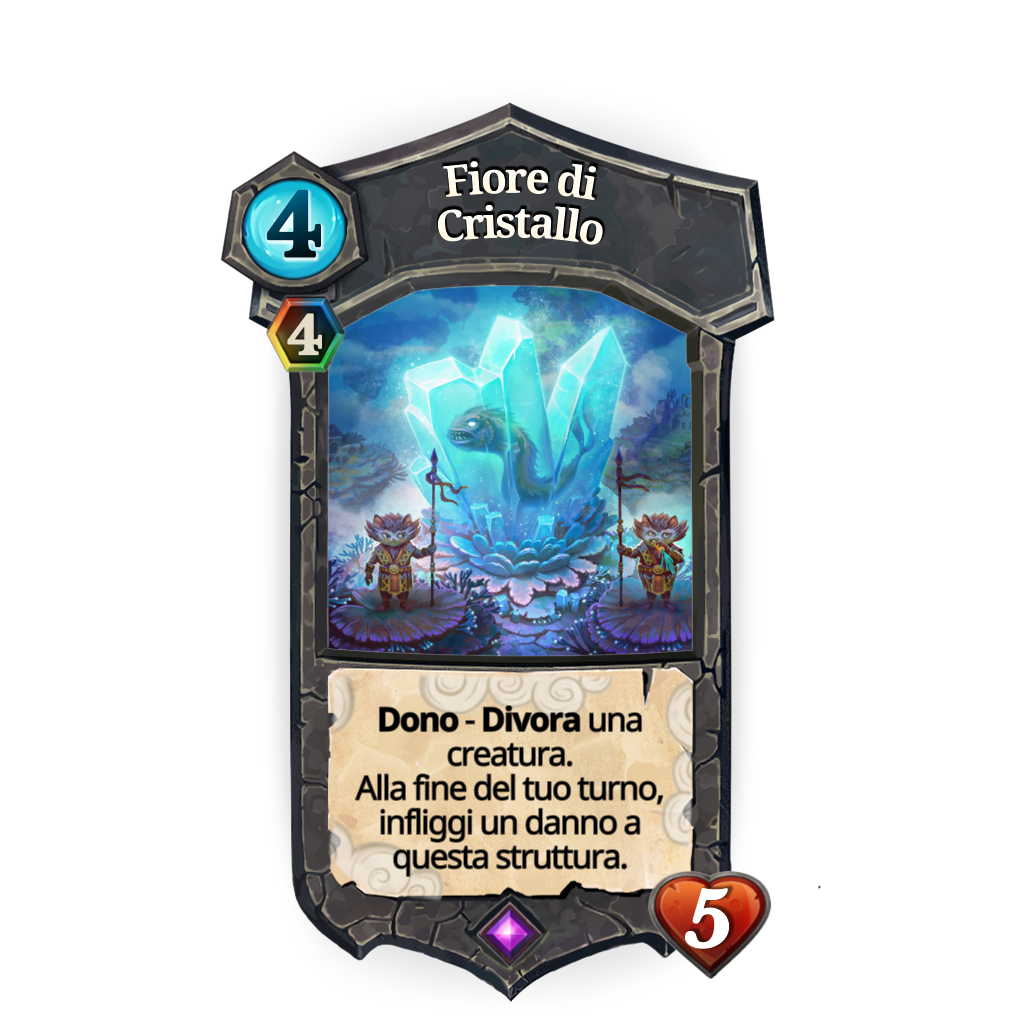 Fiore di
Cristallo
4
4
Dono - Divora una
creatura.
Alla fine del tuo turno,
infliggi un danno a
questa struttura.
5